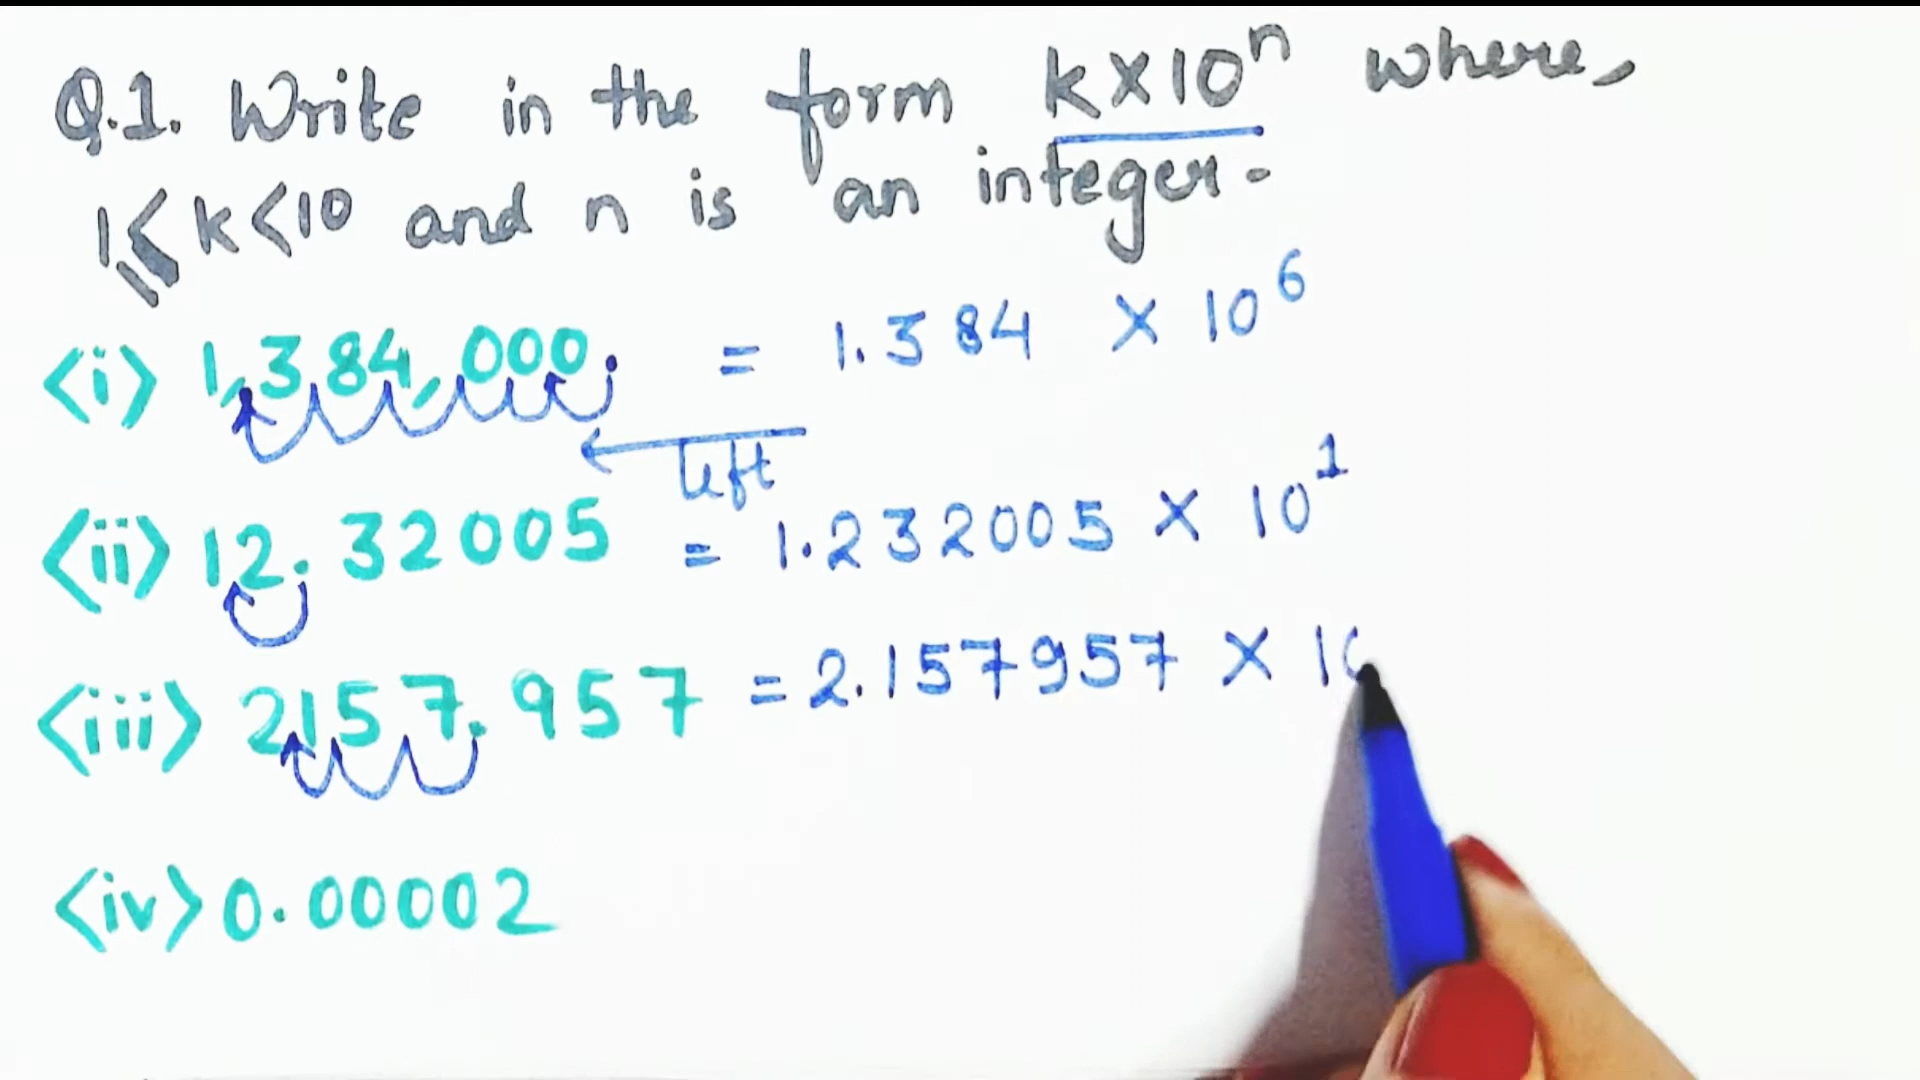 Q.1. Write in the form k×10ⁿ where,
1≤k<10 and n is an integer.
<i> 1,384,000. = 1.384 × 10⁶
left
<ii> 12.32005 = 1.232005 × 10¹
<iii> 2157.957 = 2.157957 × 10
<iv> 0.00002